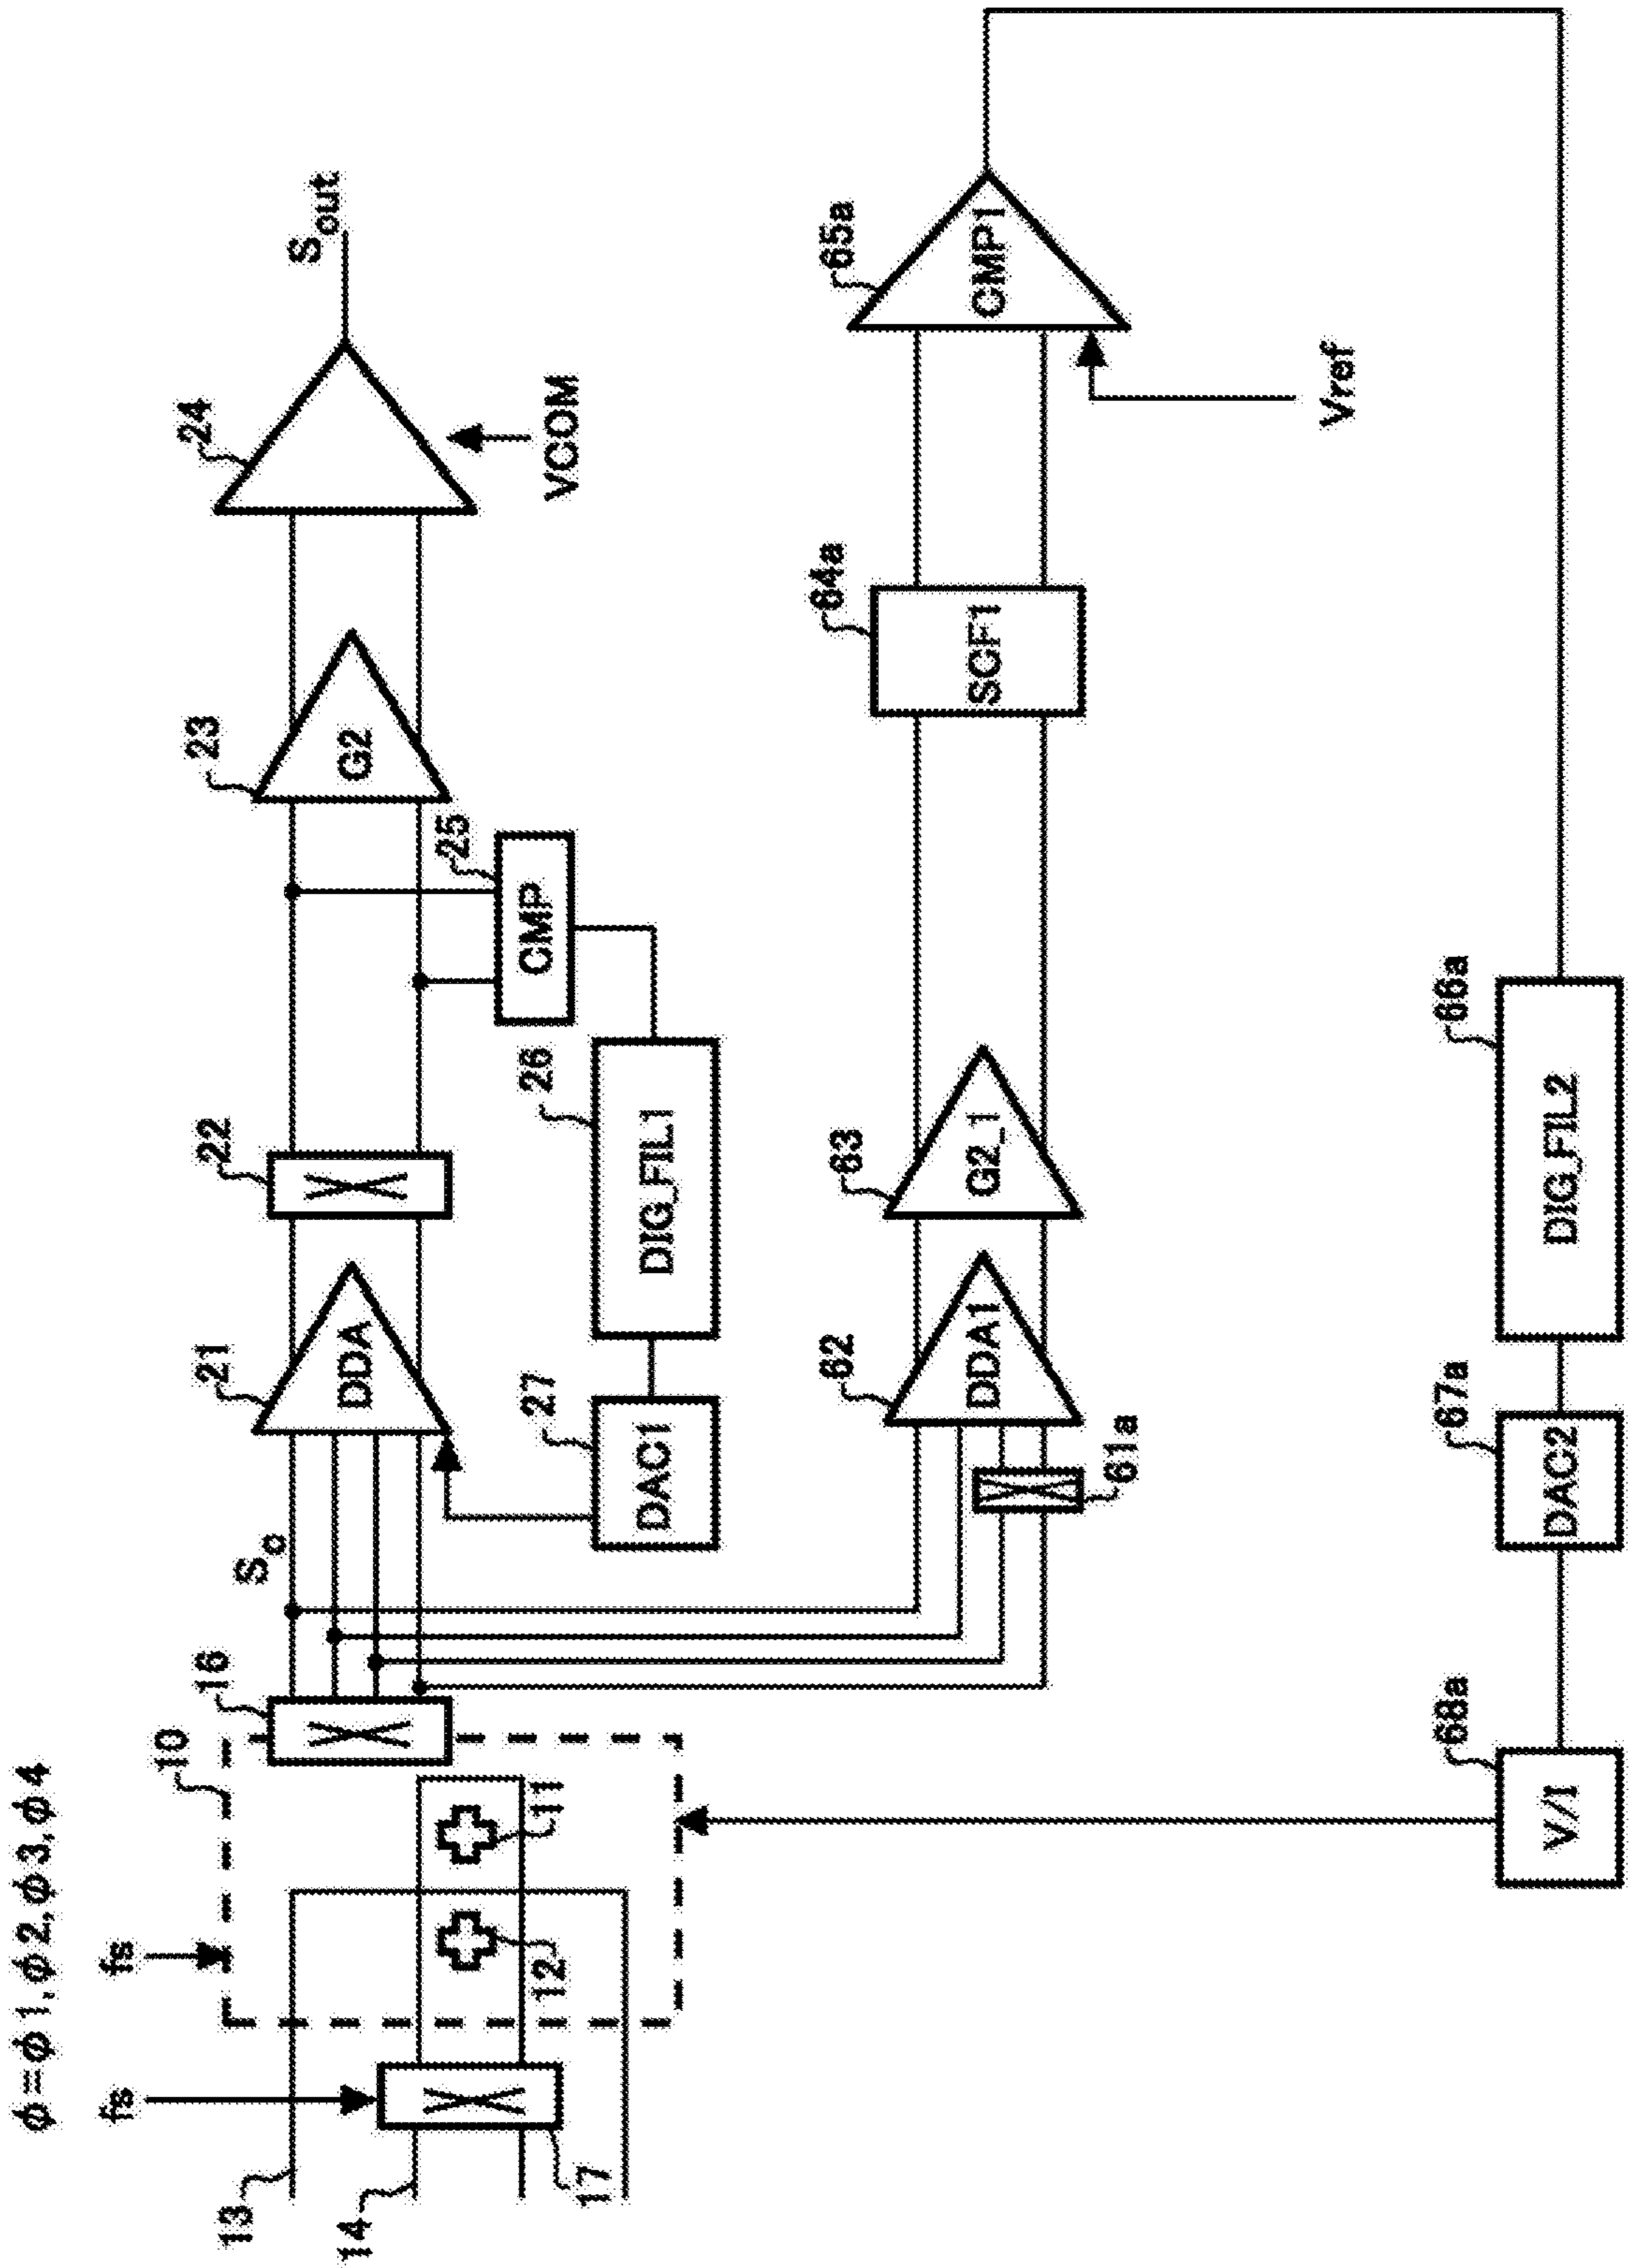 φ=φ1,φ2,φ3,φ4
fs
fs
10
16
S0
21
DDA
22
23
G2
24
Sout
VCOM
25
CMP
26
DIG_FIL1
27
DAC1
13
14
17
12
11
62
DDA1
61a
63
G2_1
64a
SCF1
65a
CMP1
Vref
68a
V/I
67a
DAC2
66a
DIG_FIL2